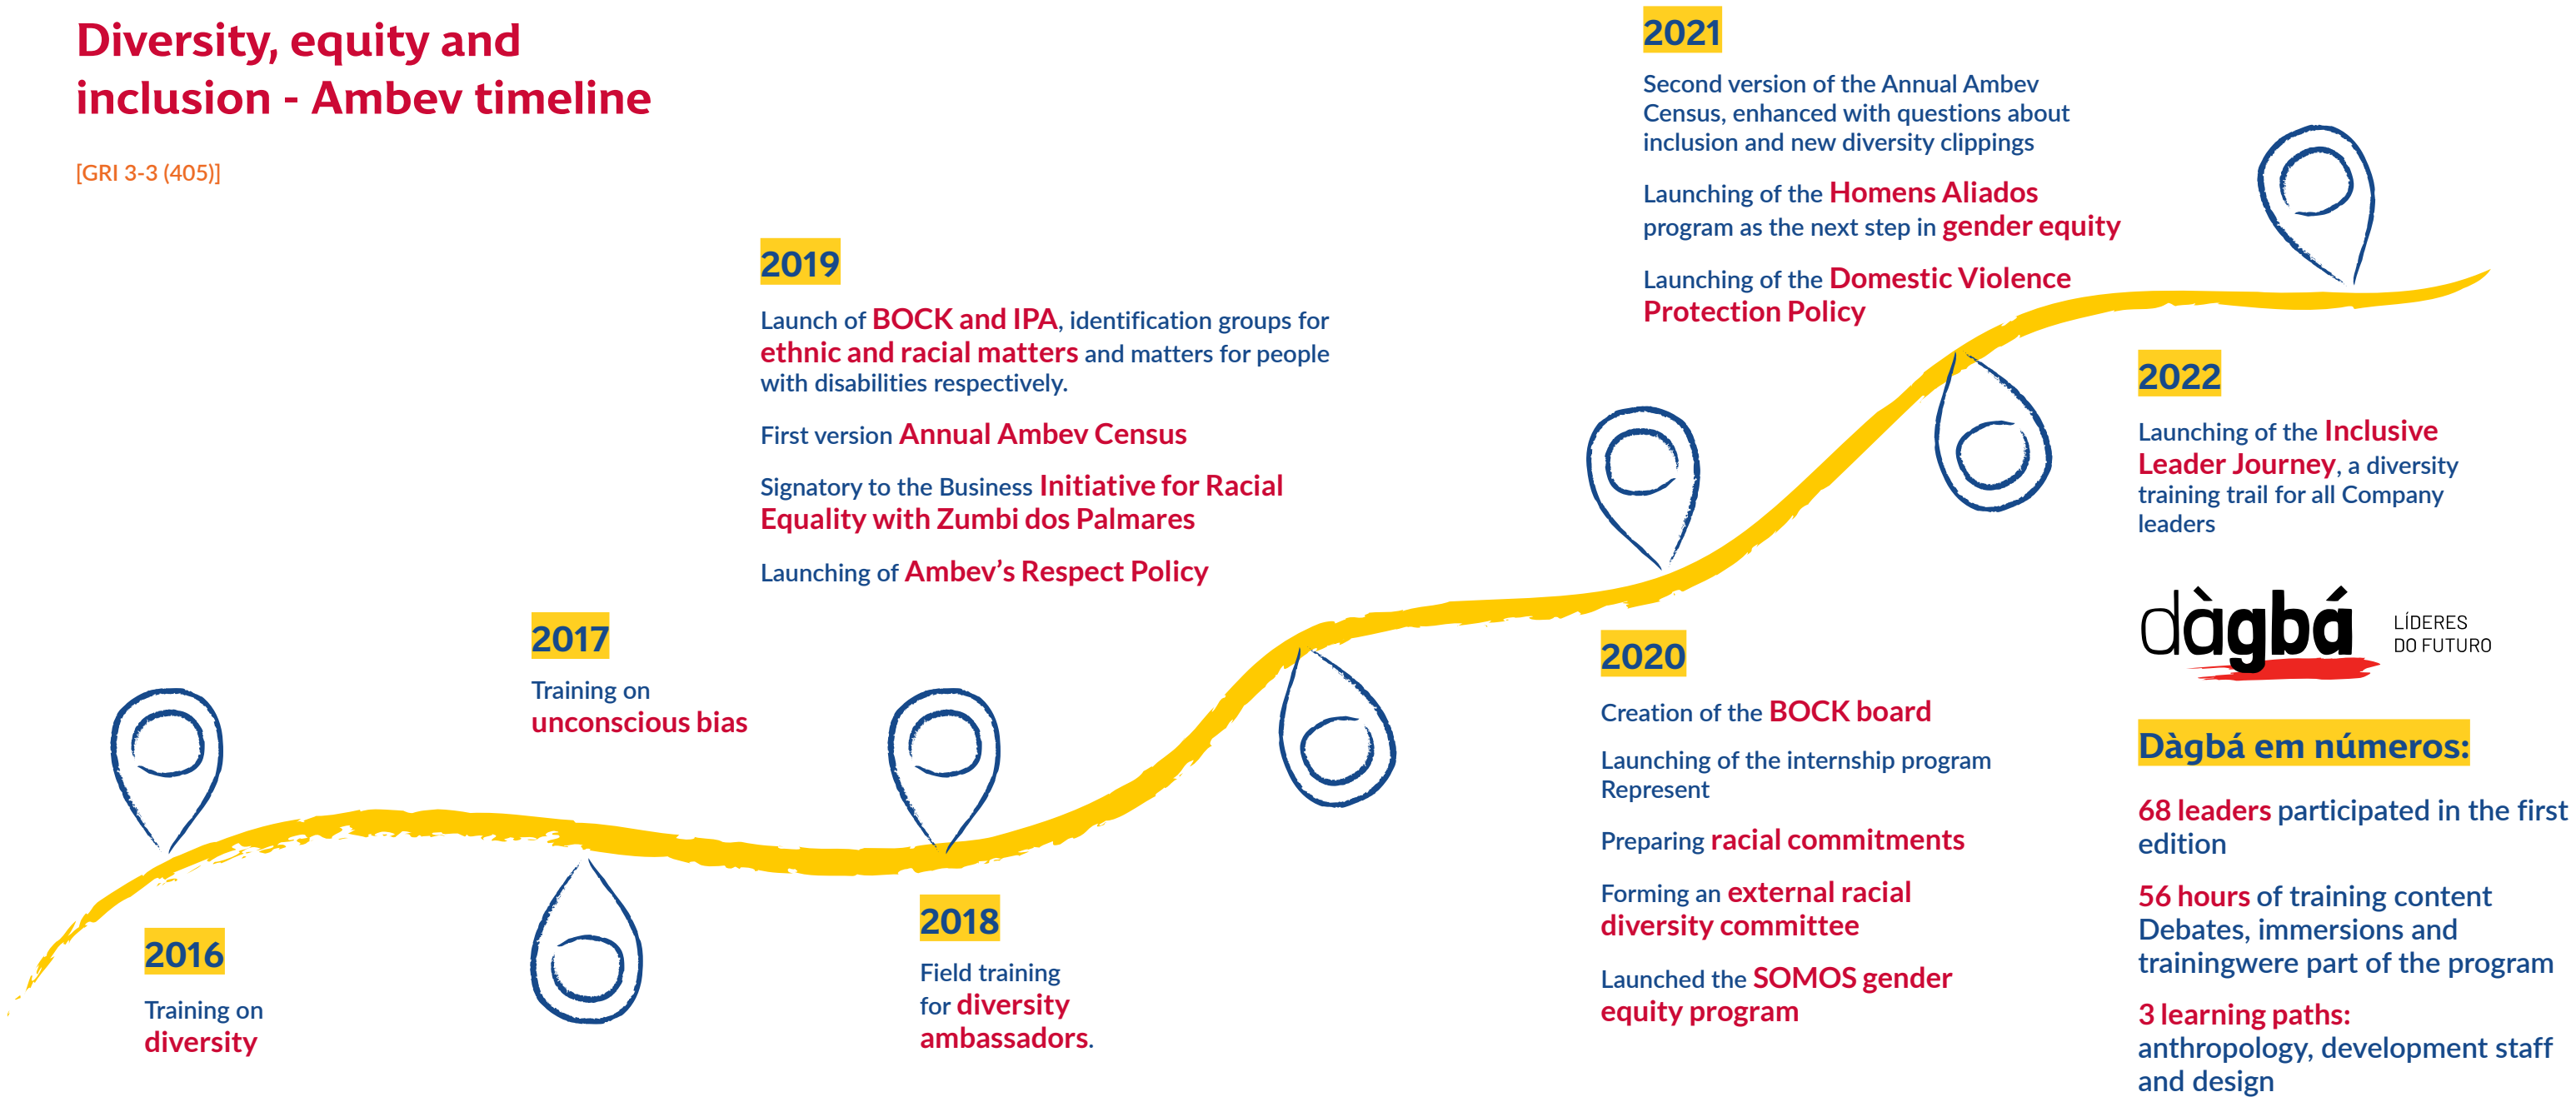 Diversity, equity and
inclusion - Ambev timeline
[GRI 3-3 (405)]
2016
Training on
diversity
2017
Training on
unconscious bias
2018
Field training
for diversity
ambassadors.
2019
Launch of BOCK and IPA, identification groups for
ethnic and racial matters and matters for people
with disabilities respectively.
First version Annual Ambev Census
Signatory to the Business Initiative for Racial
Equality with Zumbi dos Palmares
Launching of Ambev’s Respect Policy
2020
Creation of the BOCK board
Launching of the internship program
Represent
Preparing racial commitments
Forming an external racial
diversity committee
Launched the SOMOS gender
equity program
2021
Second version of the Annual Ambev
Census, enhanced with questions about
inclusion and new diversity clippings
Launching of the Homens Aliados
program as the next step in gender equity
Launching of the Domestic Violence
Protection Policy
2022
Launching of the Inclusive
Leader Journey, a diversity
training trail for all Company
leaders
dàgbá
LÍDERES
DO FUTURO
Dàgbá em números:
68 leaders participated in the first
edition
56 hours of training content
Debates, immersions and
trainingwere part of the program
3 learning paths:
anthropology, development staff
and design